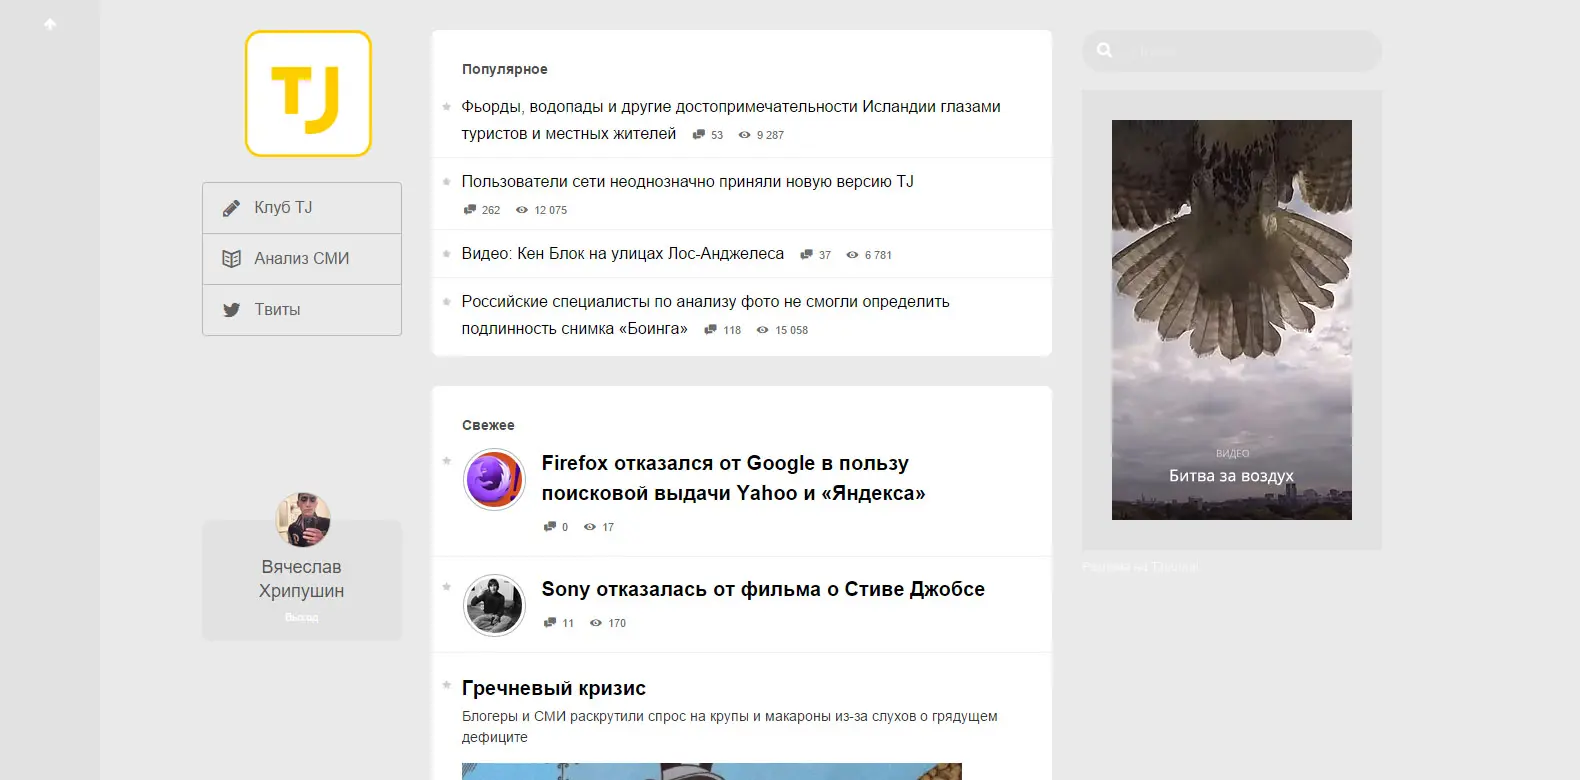 TJ
Клуб TJ
Анализ СМИ
Твиты
Вячеслав
Хрипушин
Выход
Популярное
Фьорды, водопады и другие достопримечательности Исландии глазами
туристов и местных жителей 53 9 287
Пользователи сети неоднозначно приняли новую версию TJ
262 12 075
Видео: Кен Блок на улицах Лос-Анджелеса 37 6 781
Российские специалисты по анализу фото не смогли определить
подлинность снимка «Боинга» 118 15 058
Свежее
Firefox отказался от Google в пользу
поисковой выдачи Yahoo и «Яндекса»
0 17
Sony отказалась от фильма о Стиве Джобсе
11 170
Гречневый кризис
Блогеры и СМИ раскрутили спрос на крупы и макароны из-за слухов о грядущем
дефиците
ВИДЕО
Битва за воздух
Реклама на TJournal